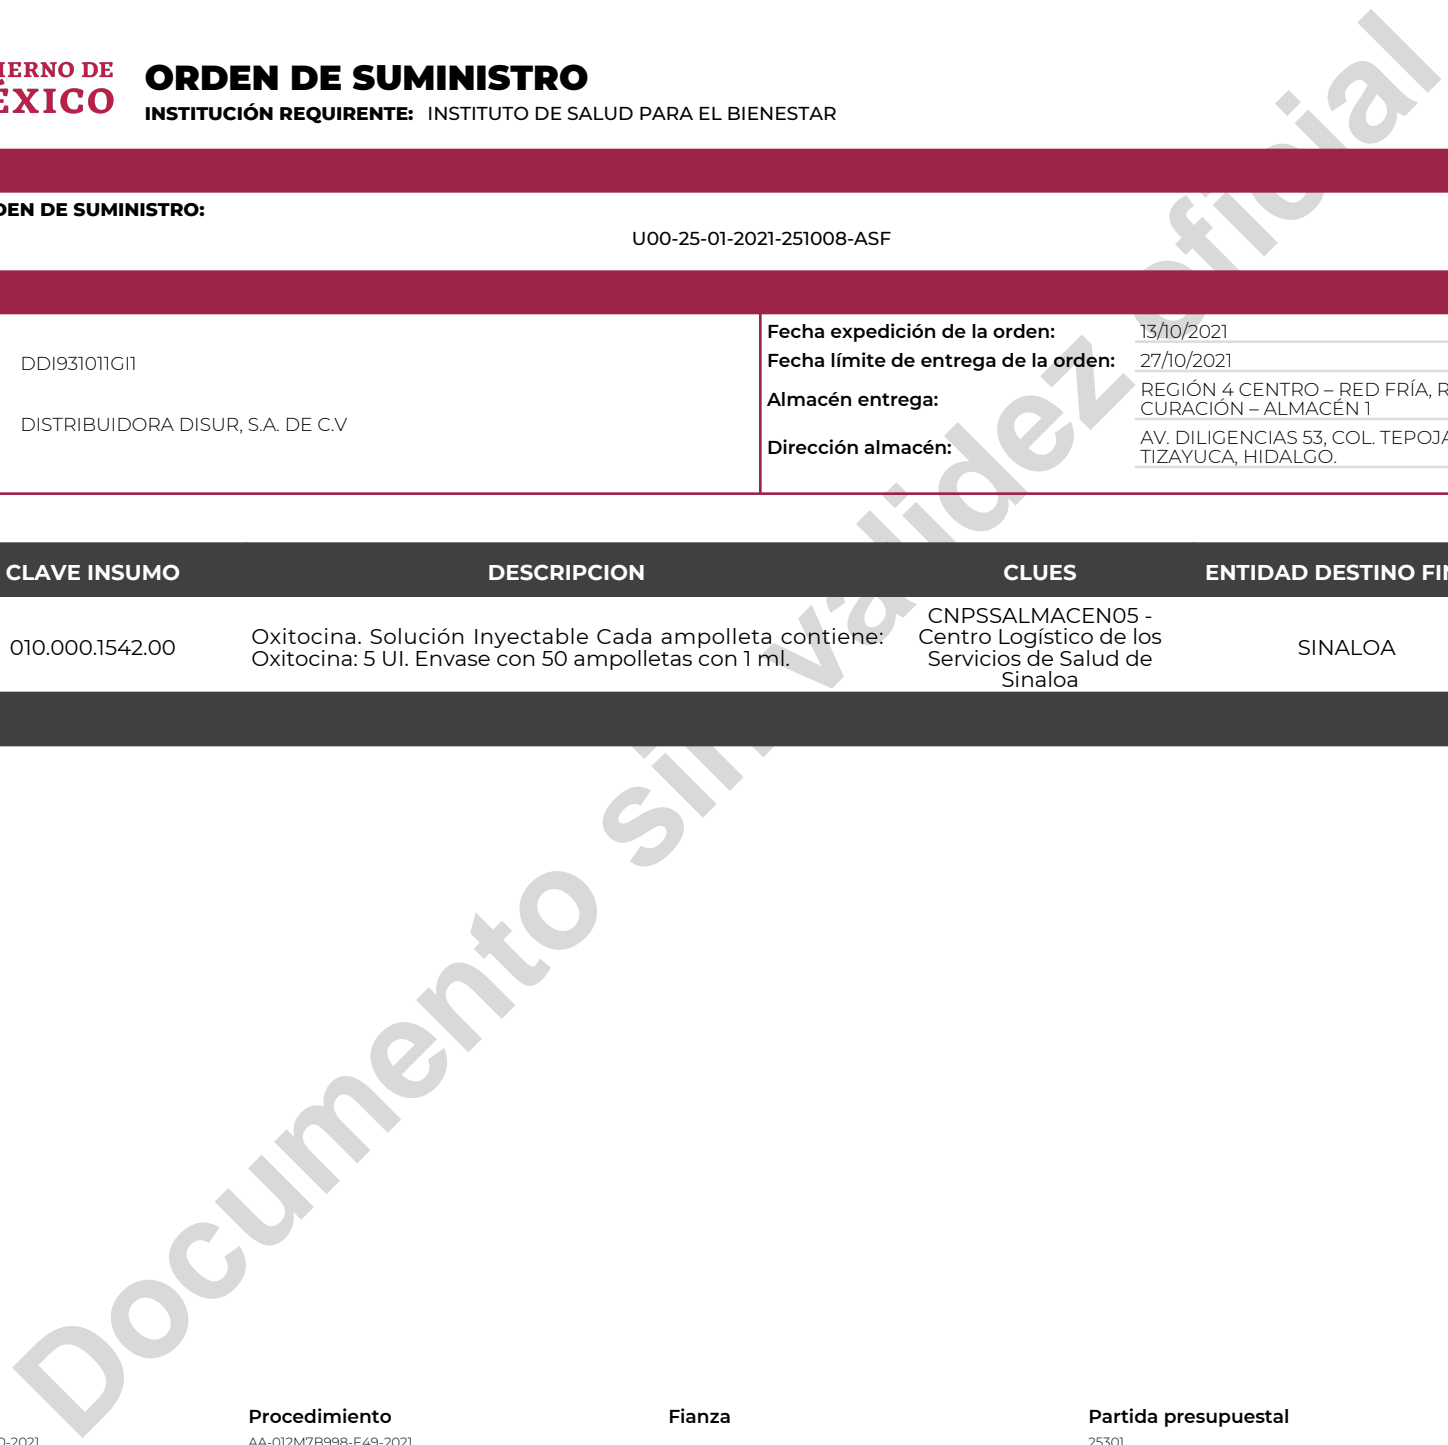 ORDEN DE SUMINISTRO
INSTITUCIÓN REQUIRENTE: INSTITUTO DE SALUD PARA EL BIENESTAR
DE
DE SUMINISTRO:
U00-25-01-2021-251008-ASF
DDI931011GI1
DISTRIBUIDORA DISUR, S.A. DE C.V
Fecha expedición de la orden: 13/10/2021
Fecha límite de entrega de la orden: 27/10/2021
Almacén entrega: REGIÓN 4 CENTRO – RED FRÍA,
CURACIÓN – ALMACÉN 1
Dirección almacén: AV. DILIGENCIAS 53, COL.
TIZAYUCA, HIDALGO.
CLAVE INSUMO DESCRIPCION CLUES ENTIDAD DESTINO
010.000.1542.00
Oxitocina. Solución Inyectable Cada ampolleta contiene:
Oxitocina: 5 UI. Envase con 50 ampolletas con 1 ml.
CNPSSALMACEN05 -
Centro Logístico de los
Servicios de Salud de
Sinaloa
SINALOA
Documento sin validez oficial
Procedimiento Fianza Partida presupuestal
AA-012M7B998-E49-2021 25301